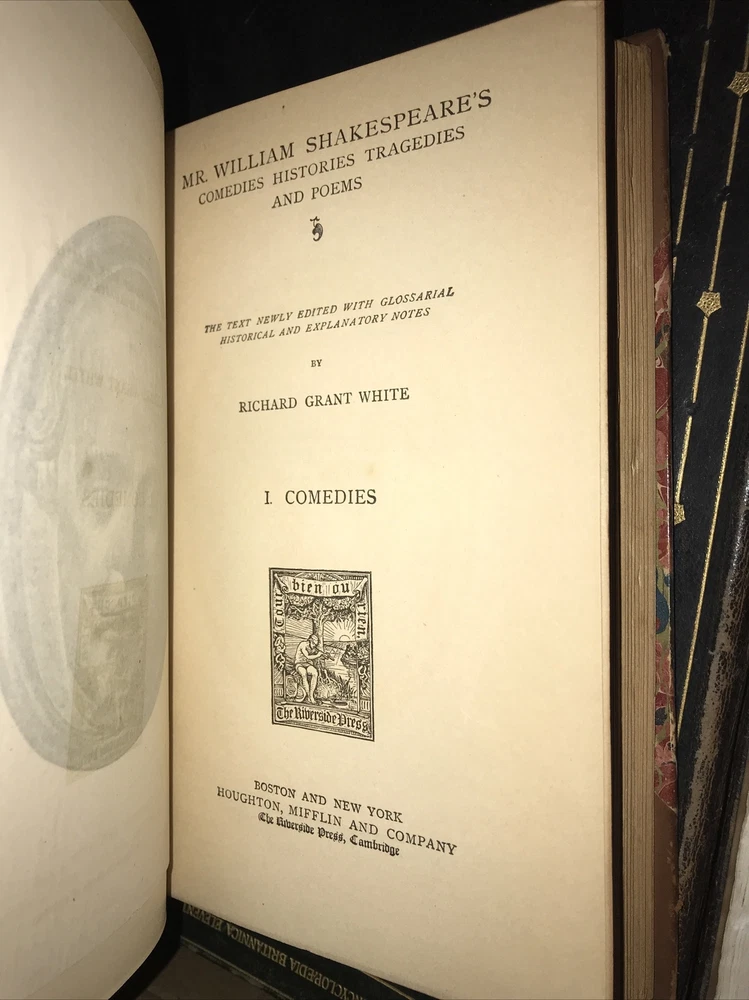 MR. WILLIAM SHAKESPEARE'S
COMEDIES HISTORIES TRAGEDIES
AND POEMS
THE TEXT NEWLY EDITED WITH GLOSSARIAL
HISTORICAL AND EXPLANATORY NOTES
BY
RICHARD GRANT WHITE
I. COMEDIES
Tout bien ou rien
The Riverside Press
BOSTON AND NEW YORK
HOUGHTON, MIFFLIN AND COMPANY
The Riverside Press, Cambridge
ENCYCLOPÆDIA BRITANNICA